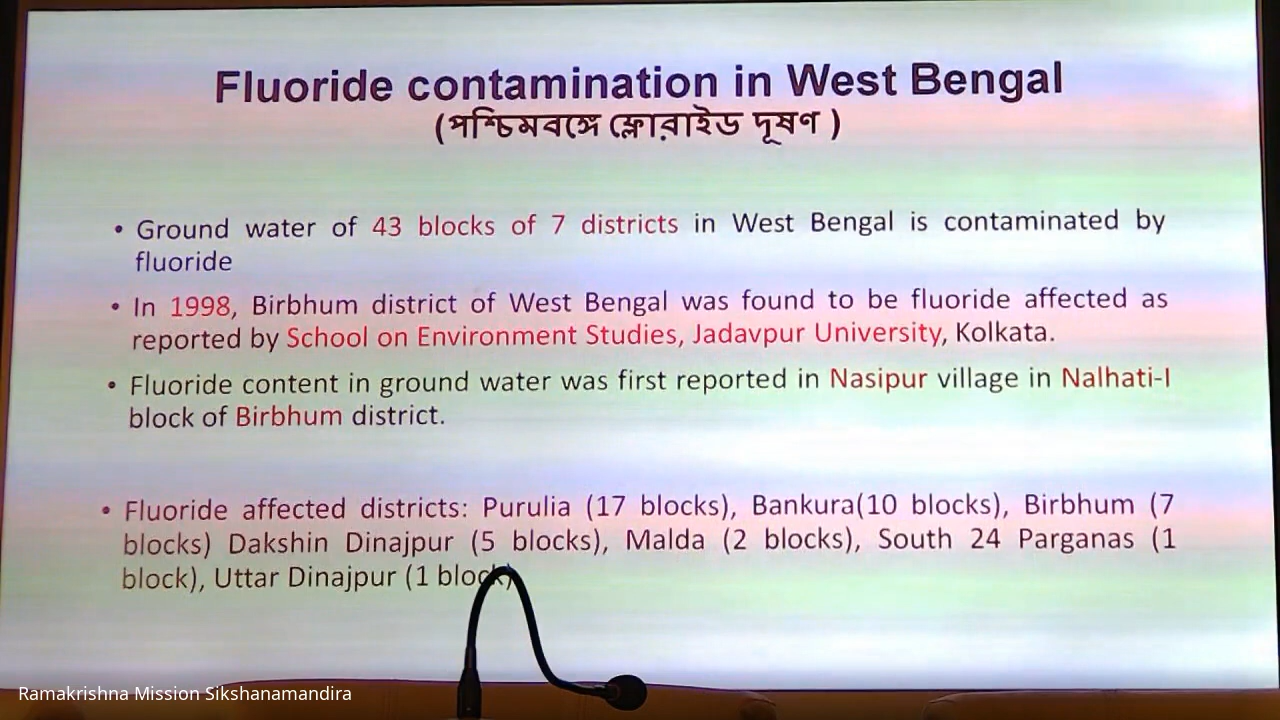 Fluoride contamination in West Bengal
(পশ্চিমবঙ্গে ফ্লোরাইড দূষণ )
• Ground water of 43 blocks of 7 districts in West Bengal is contaminated by
fluoride
• In 1998, Birbhum district of West Bengal was found to be fluoride affected as
reported by School on Environment Studies, Jadavpur University, Kolkata.
• Fluoride content in ground water was first reported in Nasipur village in Nalhati-I
block of Birbhum district.
• Fluoride affected districts: Purulia (17 blocks), Bankura(10 blocks), Birbhum (7
blocks) Dakshin Dinajpur (5 blocks), Malda (2 blocks), South 24 Parganas (1
block), Uttar Dinajpur (1 block)
Ramakrishna Mission Sikshanamandira